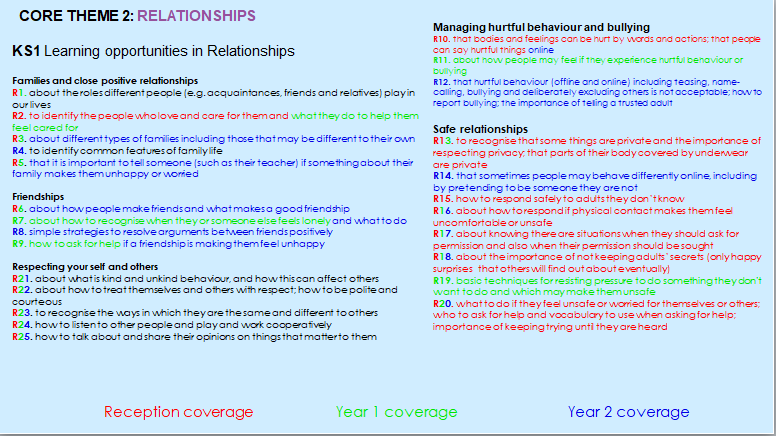 CORE THEME 2: RELATIONSHIPS
KS1 Learning opportunities in Relationships
Families and close positive relationships
R1. about the roles different people (e.g. acquaintances, friends and relatives) play in
our lives
R2. to identify the people who love and care for them and what they do to help them
feel cared for
R3. about different types of families including those that may be different to their own
R4. to identify common features of family life
R5. that it is important to tell someone (such as their teacher) if something about their
family makes them unhappy or worried
Friendships
R6. about how people make friends and what makes a good friendship
R7. about how to recognise when they or someone else feels lonely and what to do
R8. simple strategies to resolve arguments between friends positively
R9. how to ask for help if a friendship is making them feel unhappy
Respecting your self and others
R21. about what is kind and unkind behaviour, and how this can affect others
R22. about how to treat themselves and others with respect; how to be polite and
courteous
R23. to recognise the ways in which they are the same and different to others
R24. how to listen to other people and play and work cooperatively
R25. how to talk about and share their opinions on things that matter to them
Managing hurtful behaviour and bullying
R10. that bodies and feelings can be hurt by words and actions; that people
can say hurtful things online
R11. about how people may feel if they experience hurtful behaviour or
bullying
R12. that hurtful behaviour (offline and online) including teasing, name-
calling, bullying and deliberately excluding others is not acceptable; how to
report bullying; the importance of telling a trusted adult
Safe relationships
R13. to recognise that some things are private and the importance of
respecting privacy; that parts of their body covered by underwear
are private
R14. that sometimes people may behave differently online, including
by pretending to be someone they are not
R15. how to respond safely to adults they don't know
R16. about how to respond if physical contact makes them feel
uncomfortable or unsafe
R17. about knowing there are situations when they should ask for
permission and also when their permission should be sought
R18. about the importance of not keeping adults' secrets (only happy
surprises that others will find out about eventually)
R19. basic techniques for resisting pressure to do something they don't
want to do and which may make them unsafe
R20. what to do if they feel unsafe or worried for themselves or others;
who to ask for help and vocabulary to use when asking for help;
importance of keeping trying until they are heard
Reception coverage
Year 1 coverage
Year 2 coverage